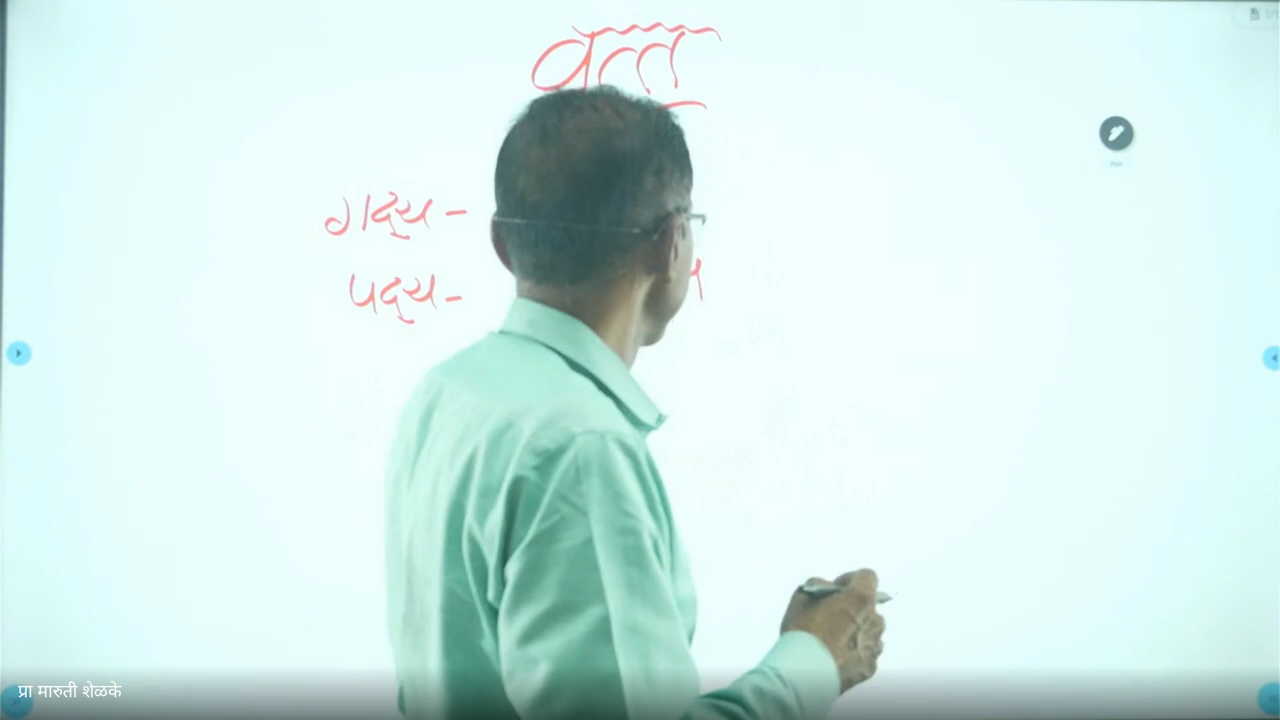 वृत्त
गद्य -
पद्य -
प्रा मारुती शेळके